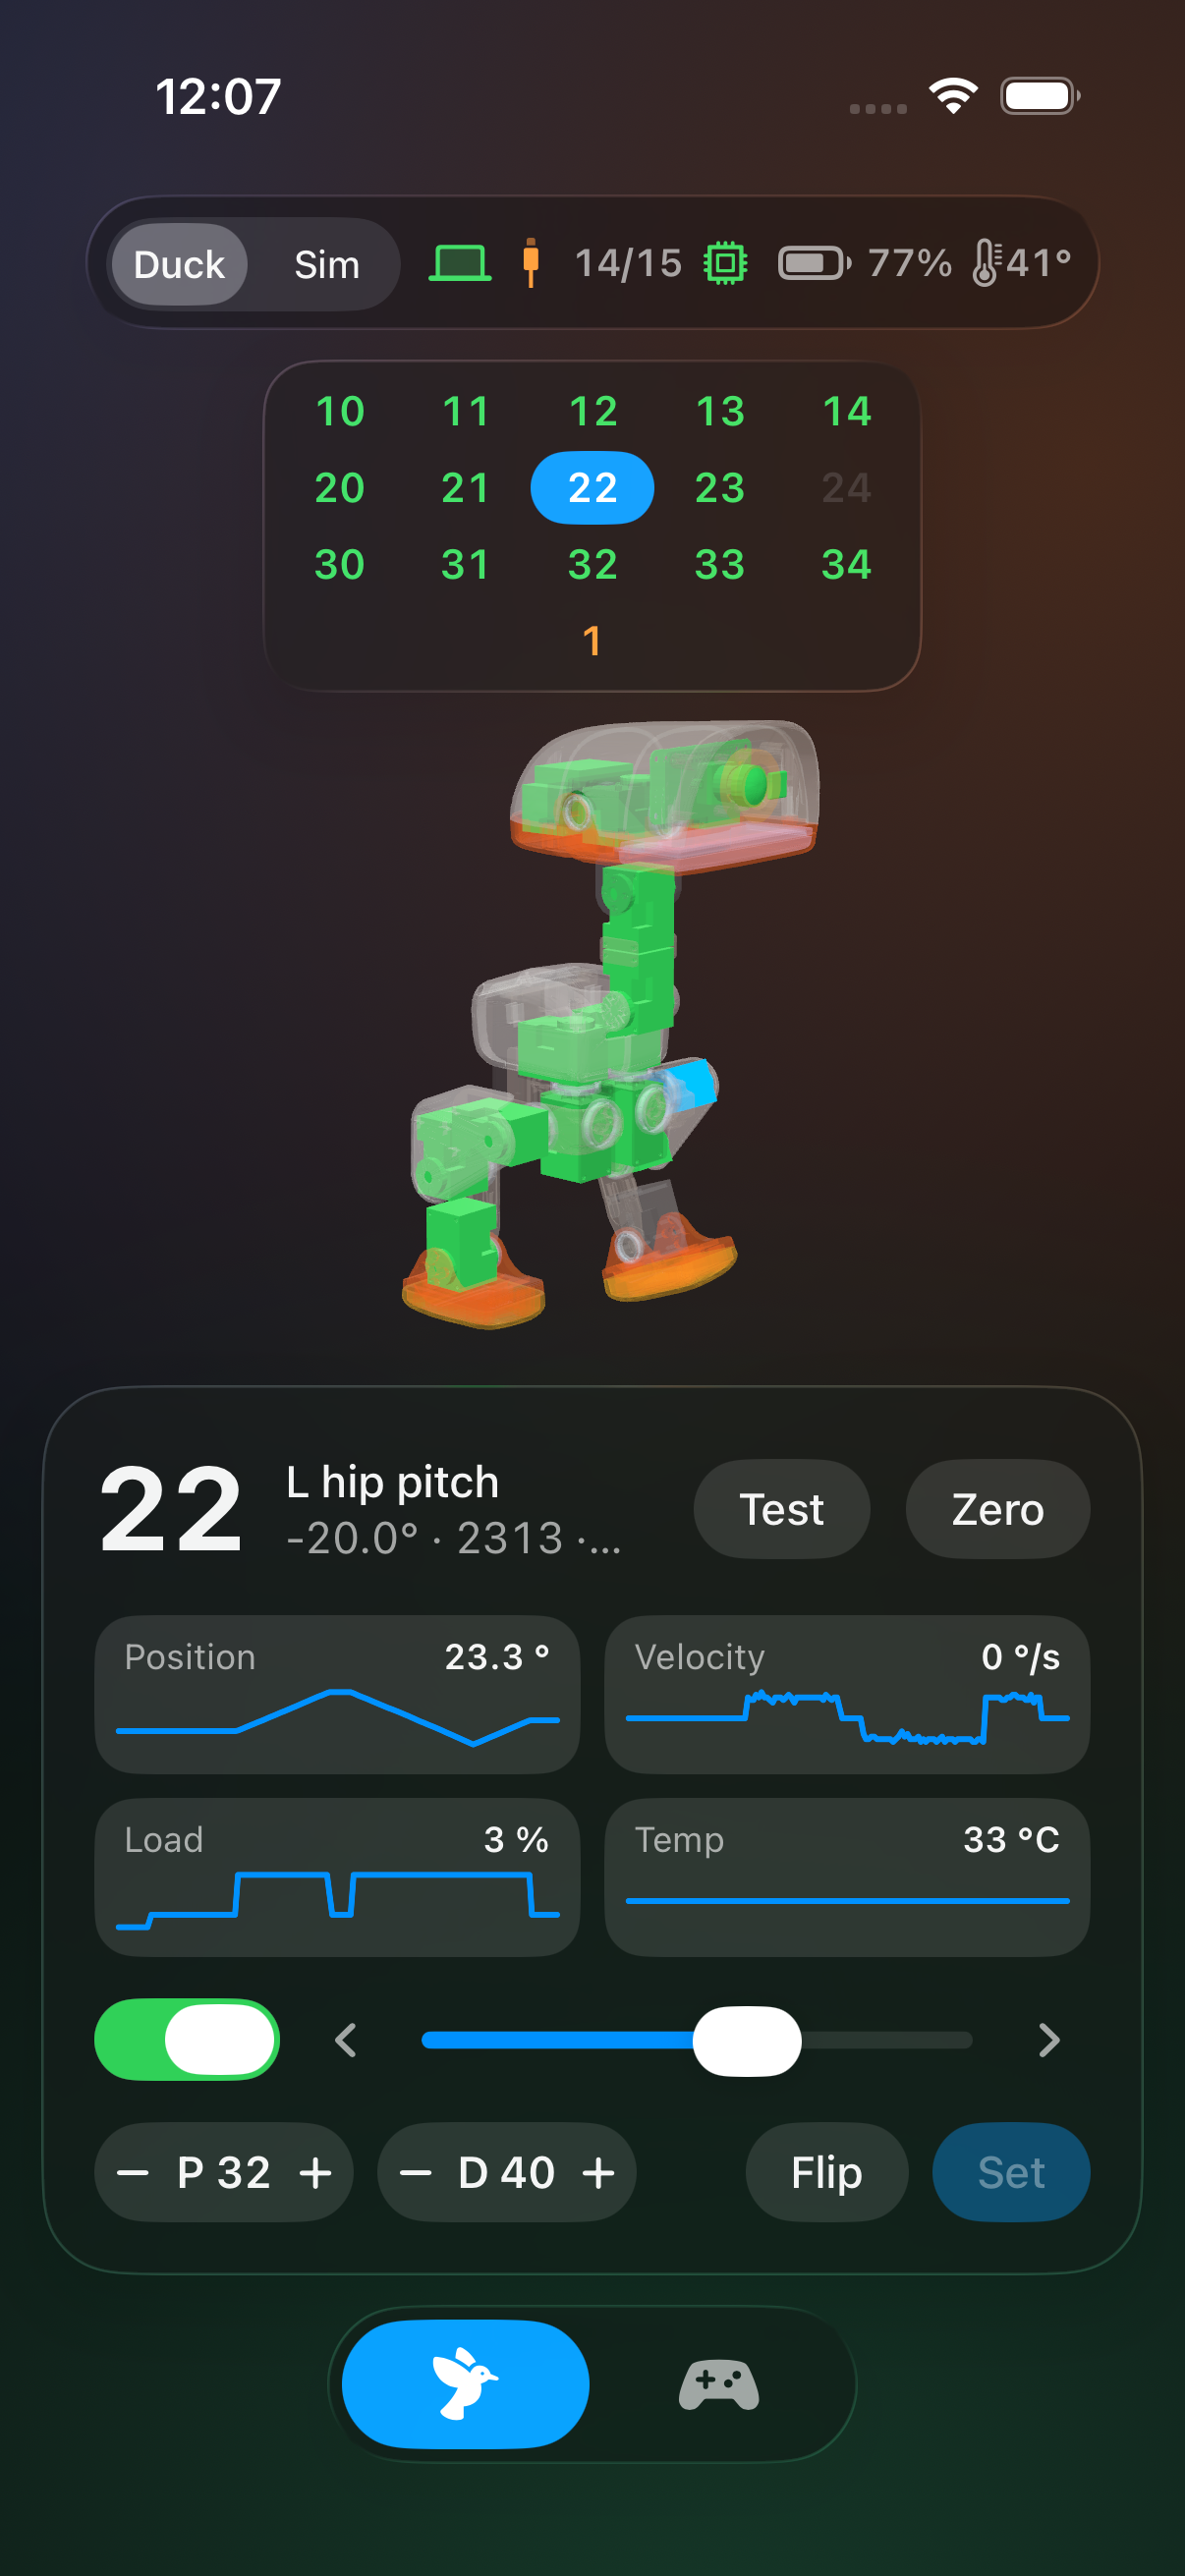 12:07
Duck Sim 14/15 77% 41°
10 11 12 13 14
20 21 22 23 24
30 31 32 33 34
1
22 L hip pitch Test Zero
-20.0° · 2313 ·...
Position 23.3 ° Velocity 0 °/s
Load 3 % Temp 33 °C
− P 32 + − D 40 + Flip Set